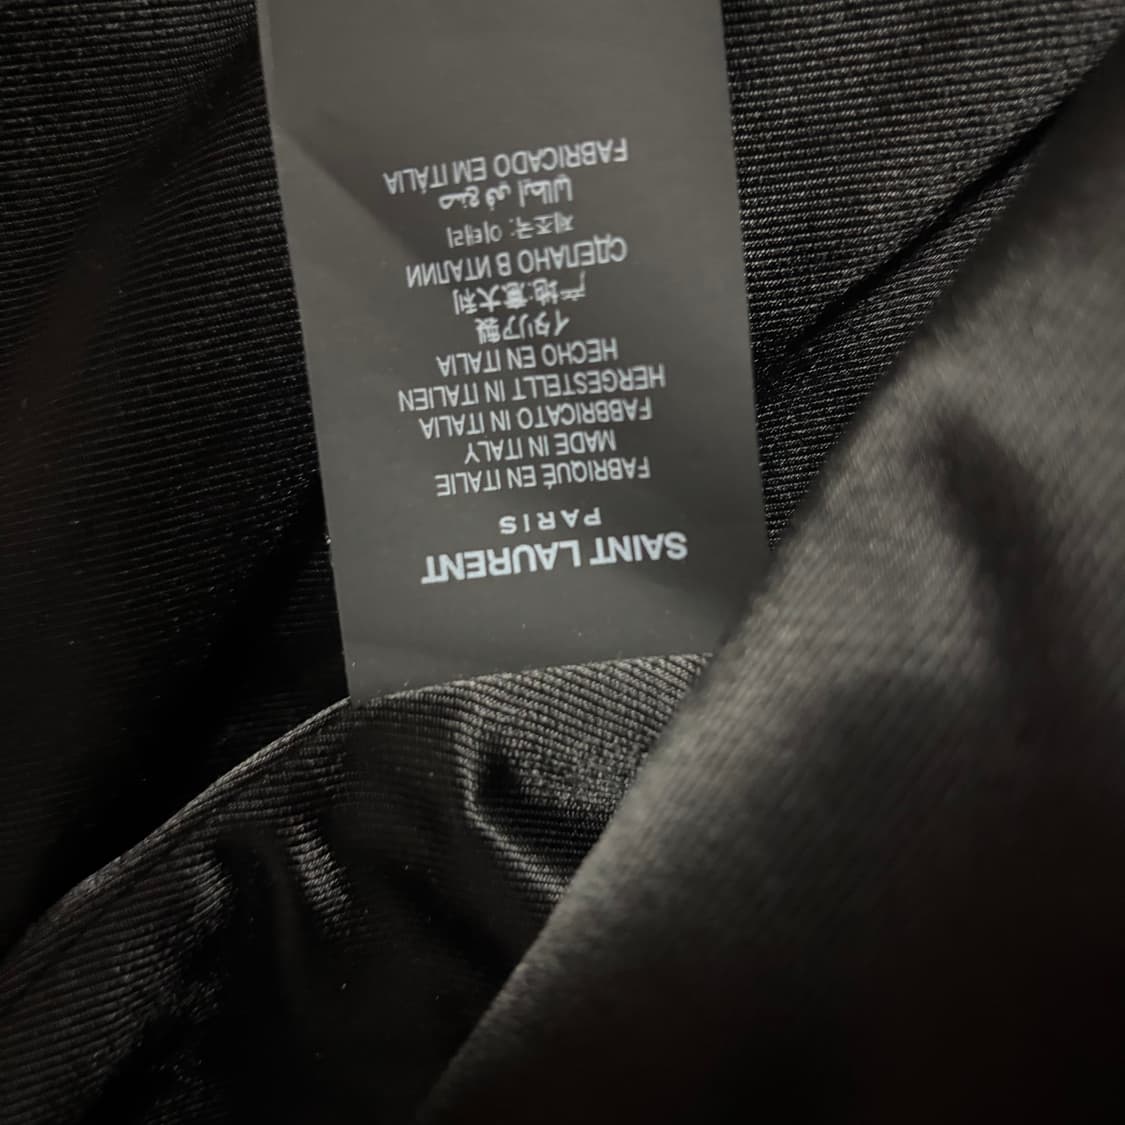 SAINT LAURENT
PARIS
FABRIQUÉ EN ITALIE
MADE IN ITALY
FABBRICATO IN ITALIA
HERGESTELLT IN ITALIEN
HECHO EN ITALIA
イタリア製
产地:意大利
СДЕЛАНО В ИТАЛИИ
제조국: 이태리
صنع في إيطاليا
FABRICADO EM ITÁLIA